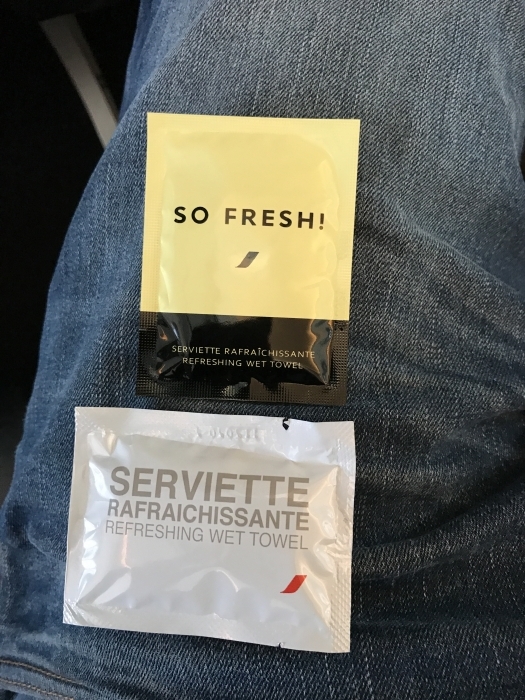 SO FRESH!
SERVIETTE RAFRAÎCHISSANTE
REFRESHING WET TOWEL
SERVIETTE
RAFRAICHISSANTE
REFRESHING WET TOWEL